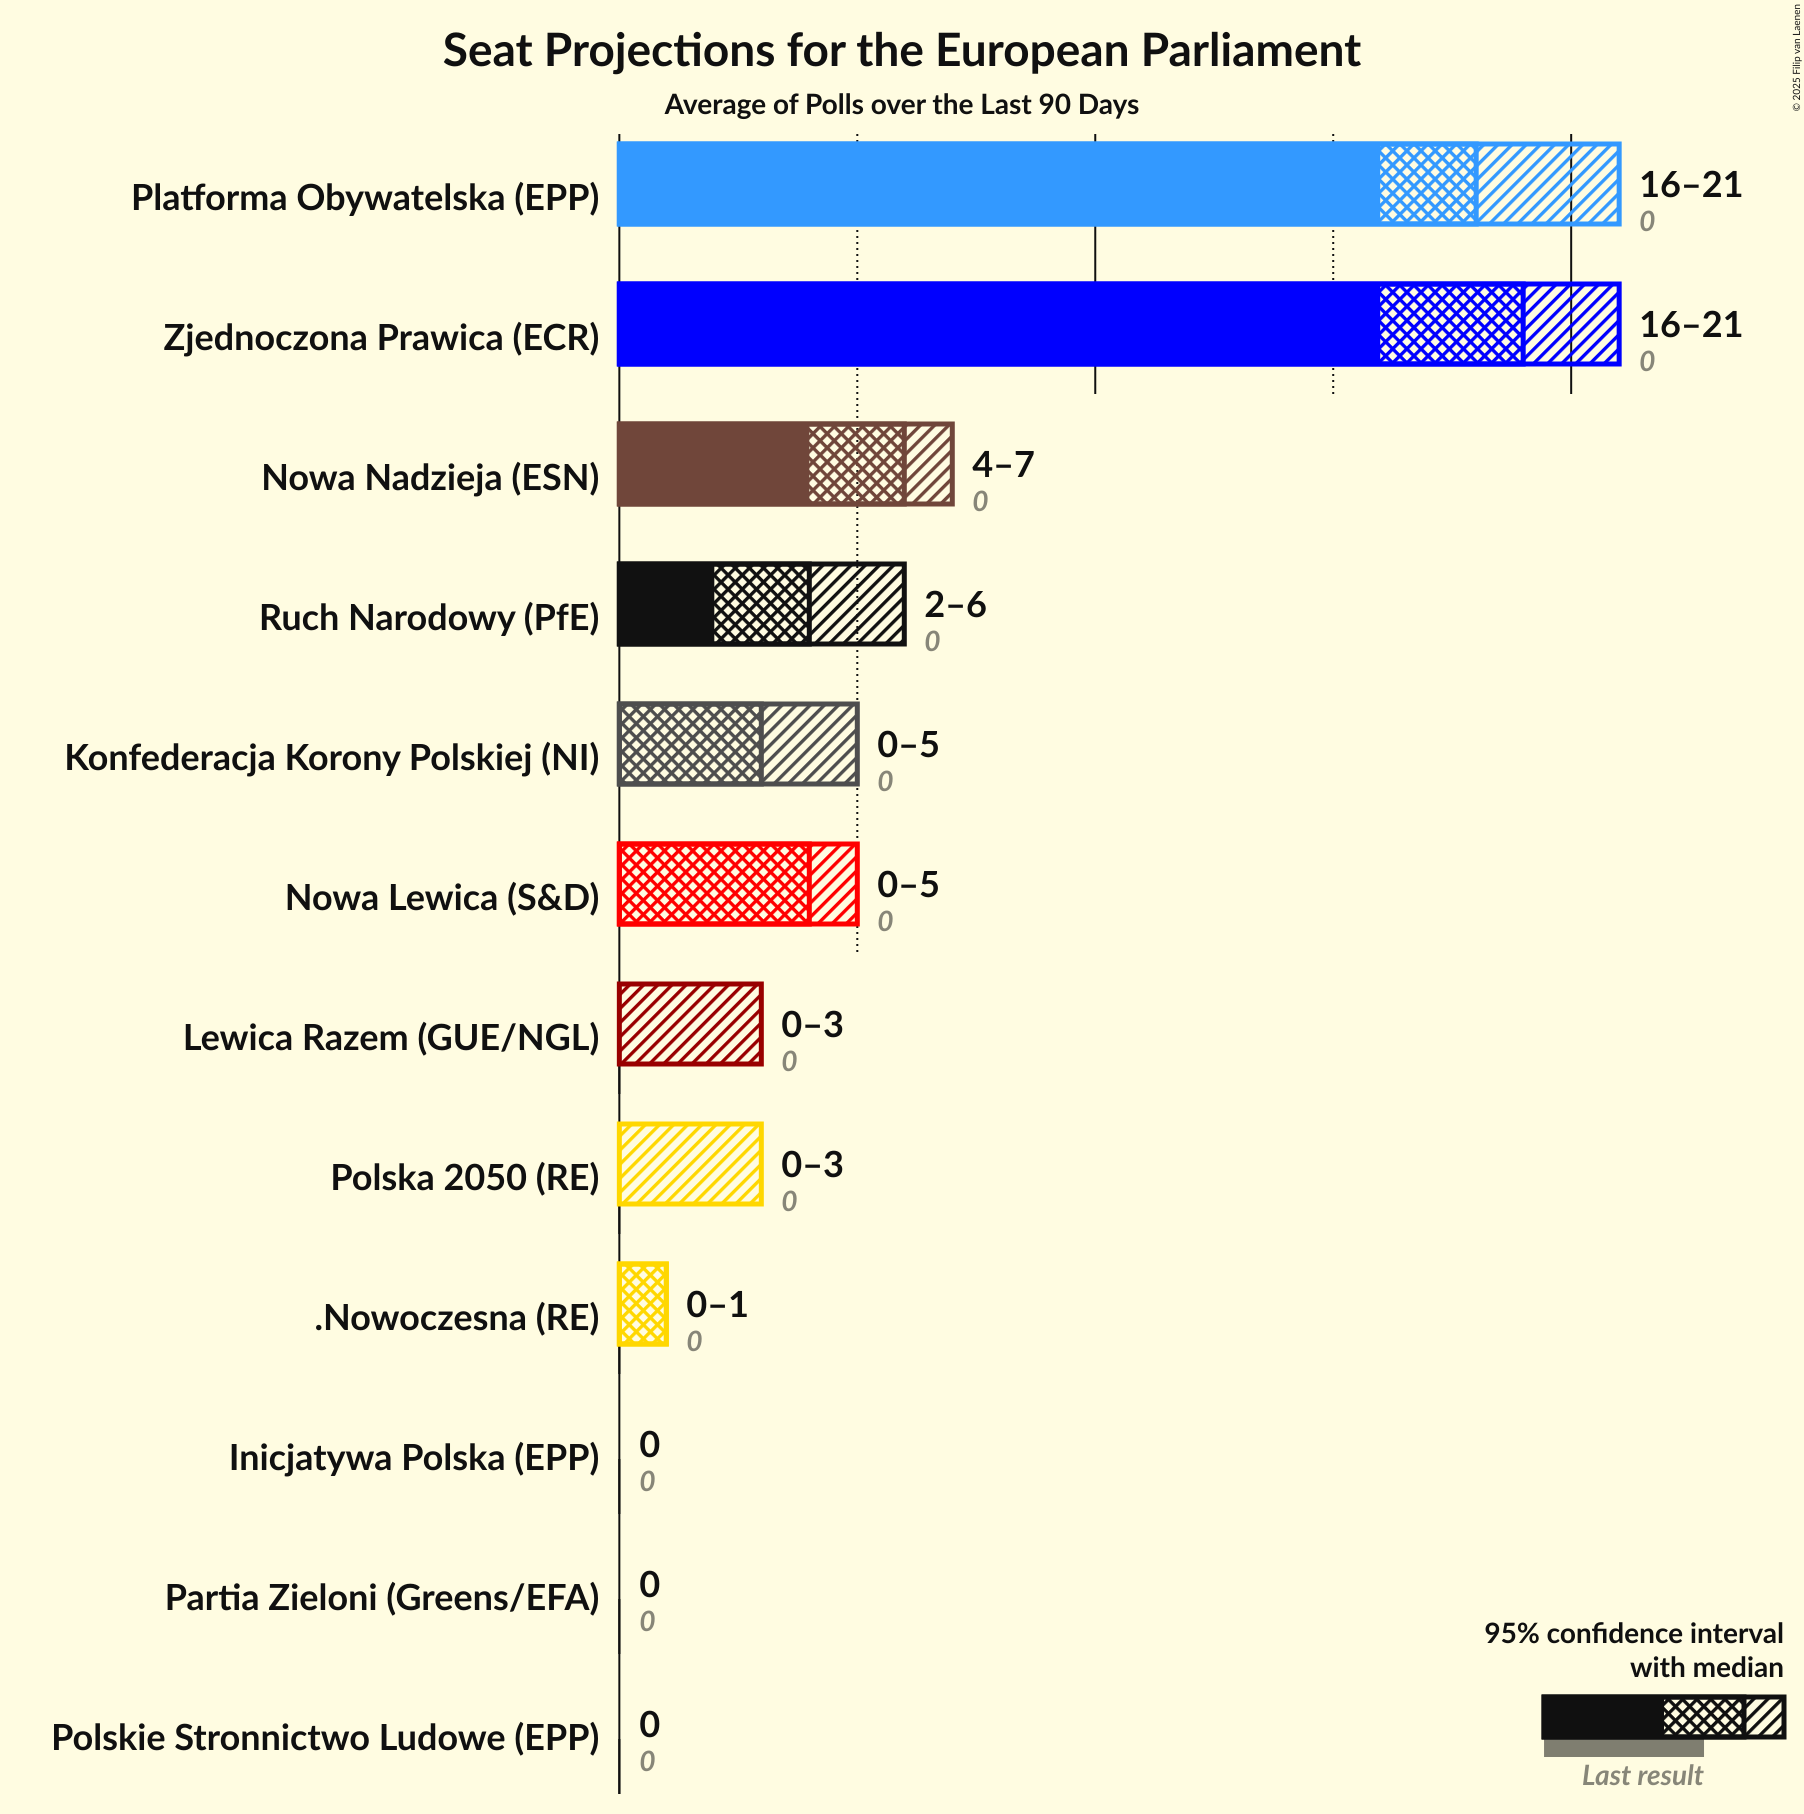 Seat Projections for the European Parliament
Average of Polls over the Last 90 Days
© 2025 Filip van Laenen
Platforma Obywatelska (EPP)
16–21
0
Zjednoczona Prawica (ECR)
16–21
0
Nowa Nadzieja (ESN)
4–7
0
Ruch Narodowy (PfE)
2–6
0
Konfederacja Korony Polskiej (NI)
0–5
0
Nowa Lewica (S&D)
0–5
0
Lewica Razem (GUE/NGL)
0–3
0
Polska 2050 (RE)
0–3
0
.Nowoczesna (RE)
0–1
0
Inicjatywa Polska (EPP)
0
0
Partia Zieloni (Greens/EFA)
0
0
Polskie Stronnictwo Ludowe (EPP)
0
0
95% confidence interval
with median
Last result